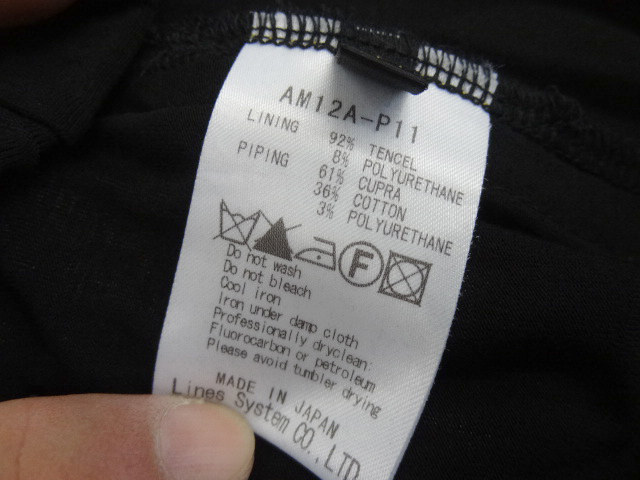 AM12A-P11
LINING 92% TENCEL
8% POLYURETHANE
PIPING 61% CUPRA
36% COTTON
3% POLYURETHANE
F
Do not wash
Do not bleach
Cool iron
Iron under damp cloth
Professionally dryclean:
Fluorocarbon or petroleum
Please avoid tumbler drying
MADE IN JAPAN
Lines System CO.,LTD